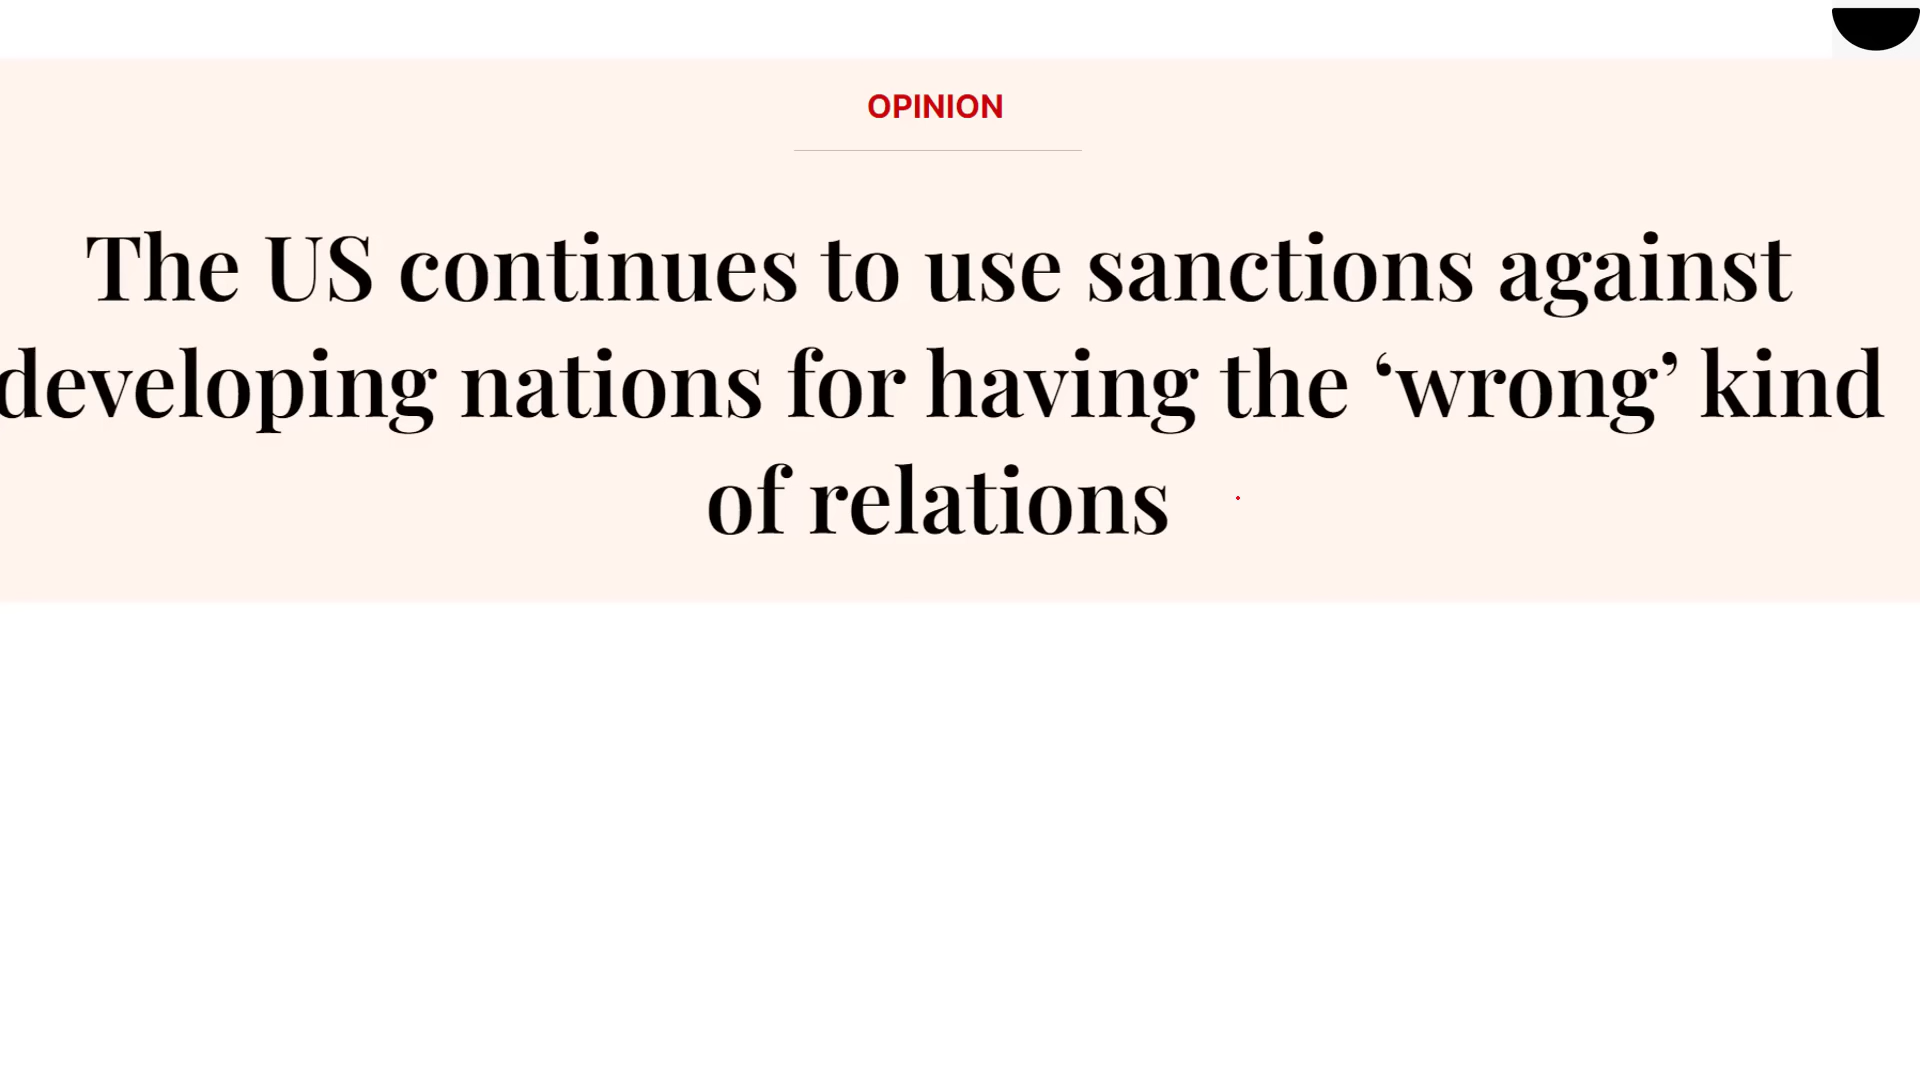 OPINION
The US continues to use sanctions against
developing nations for having the ‘wrong’ kind
of relations